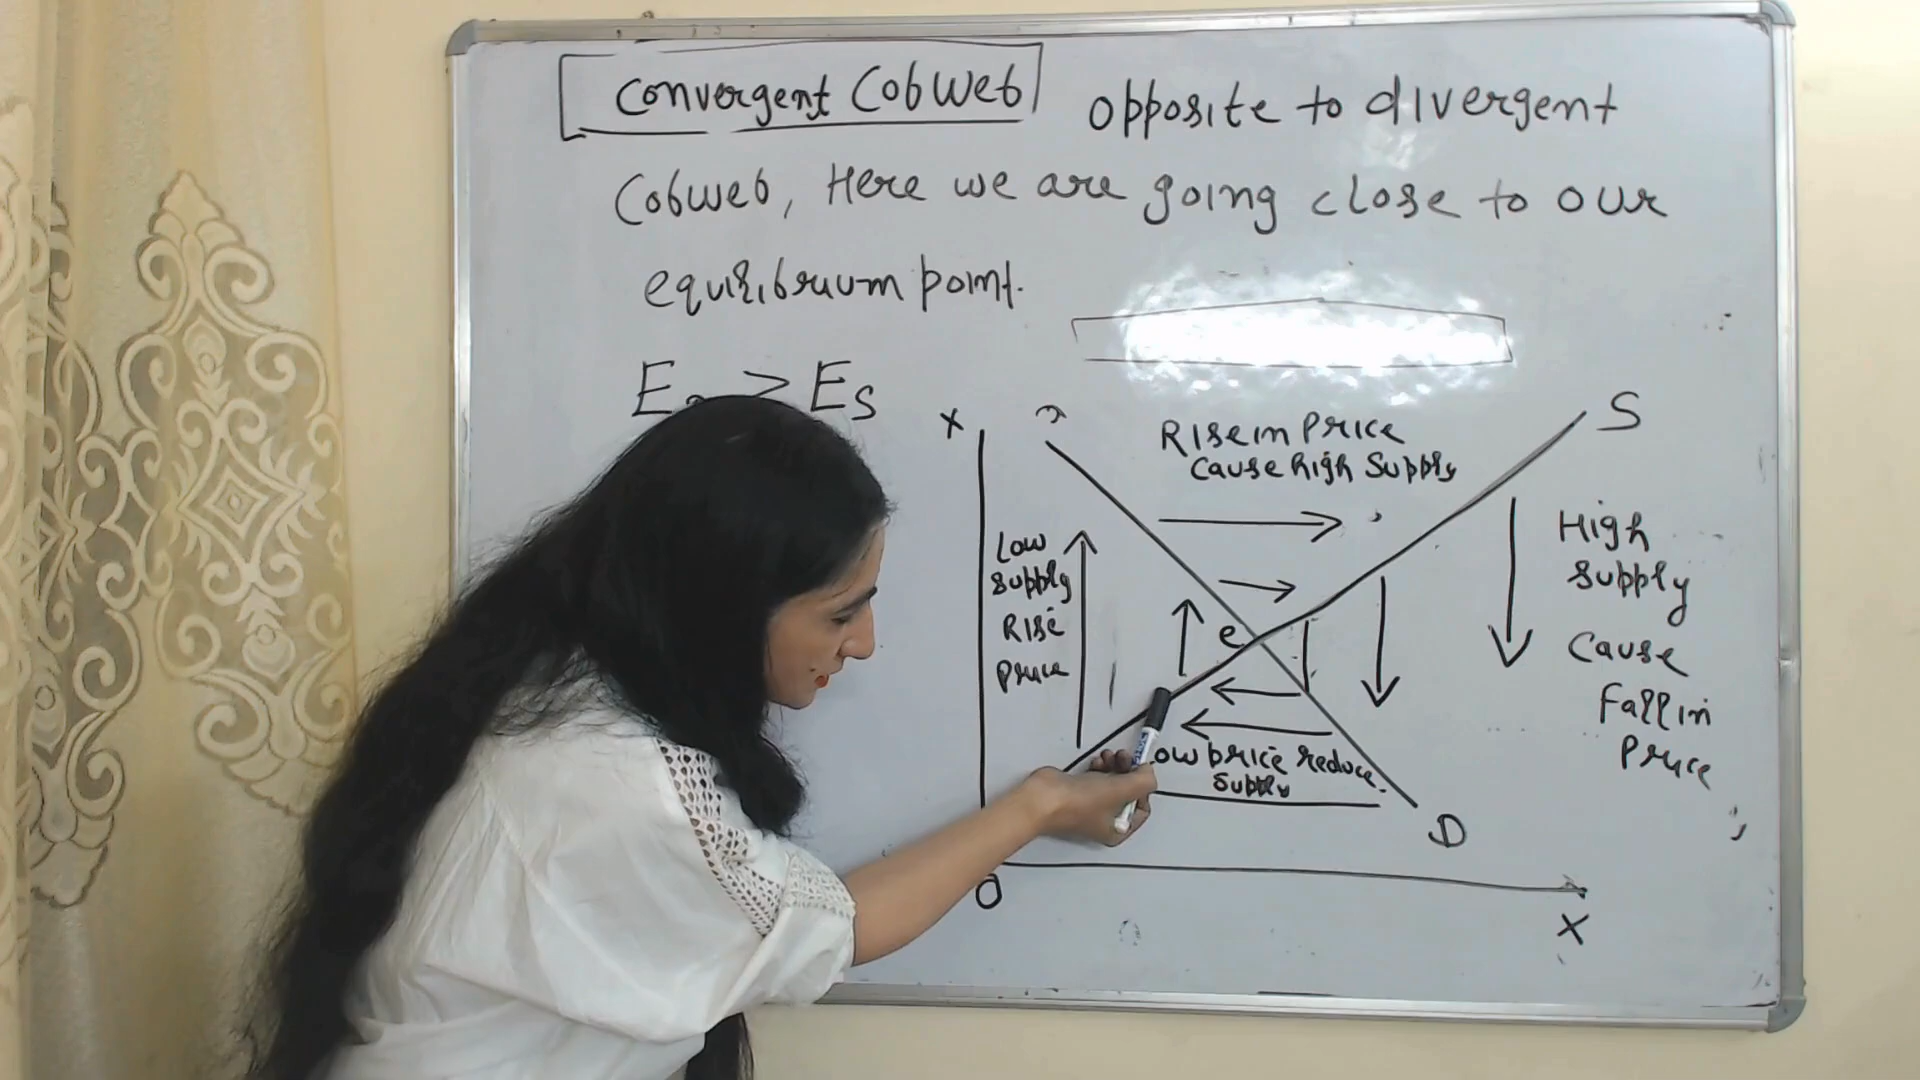 Convergent Cobweb opposite to divergent
Cobweb, Here we are going close to our
equilibrium point.
E > ES
X
S
Rise in Price
Cause high Supply
Low
Supply
Rise
Price
e
High
Supply
Cause
Fall in
Price
price reduce
Supply
D
O
X